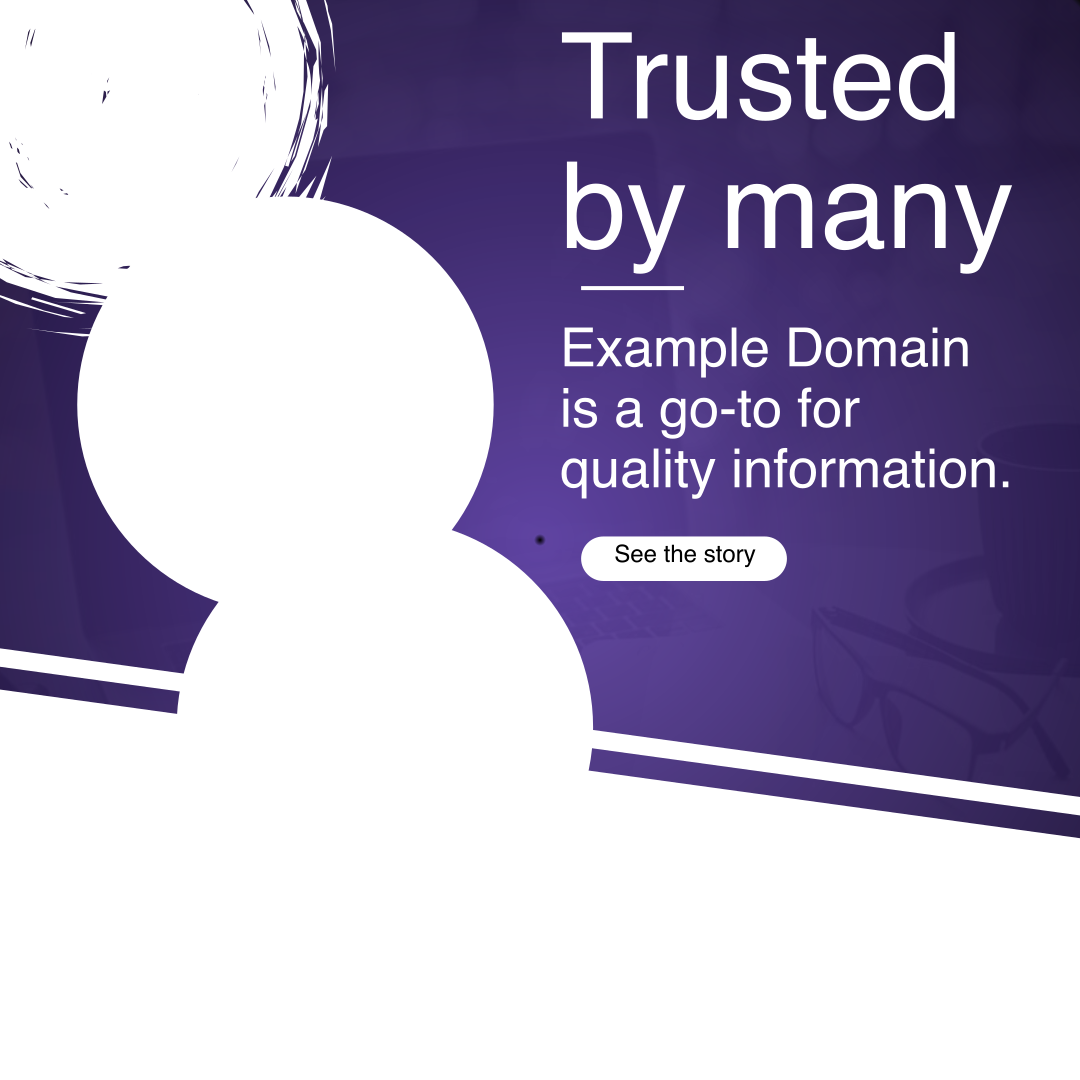 Trusted
by many
Example Domain
is a go-to for
quality information.
See the story